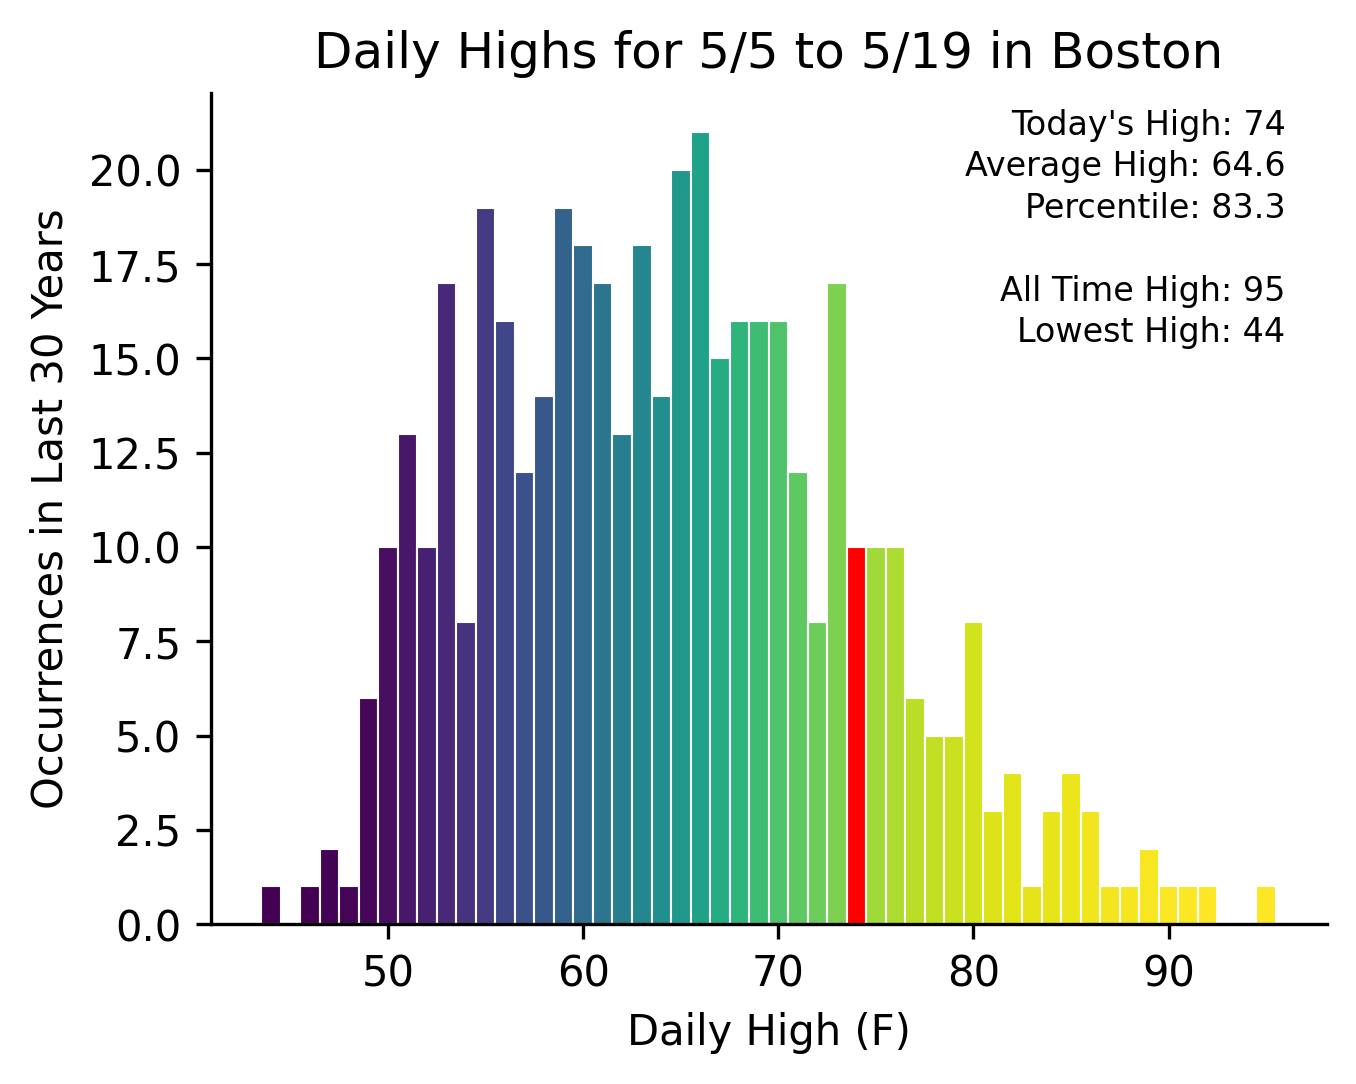 Daily Highs for 5/5 to 5/19 in Boston
Today's High: 74
Average High: 64.6
Percentile: 83.3
All Time High: 95
Lowest High: 44
Occurrences in Last 30 Years
20.0
17.5
15.0
12.5
10.0
7.5
5.0
2.5
0.0
50 60 70 80 90
Daily High (F)